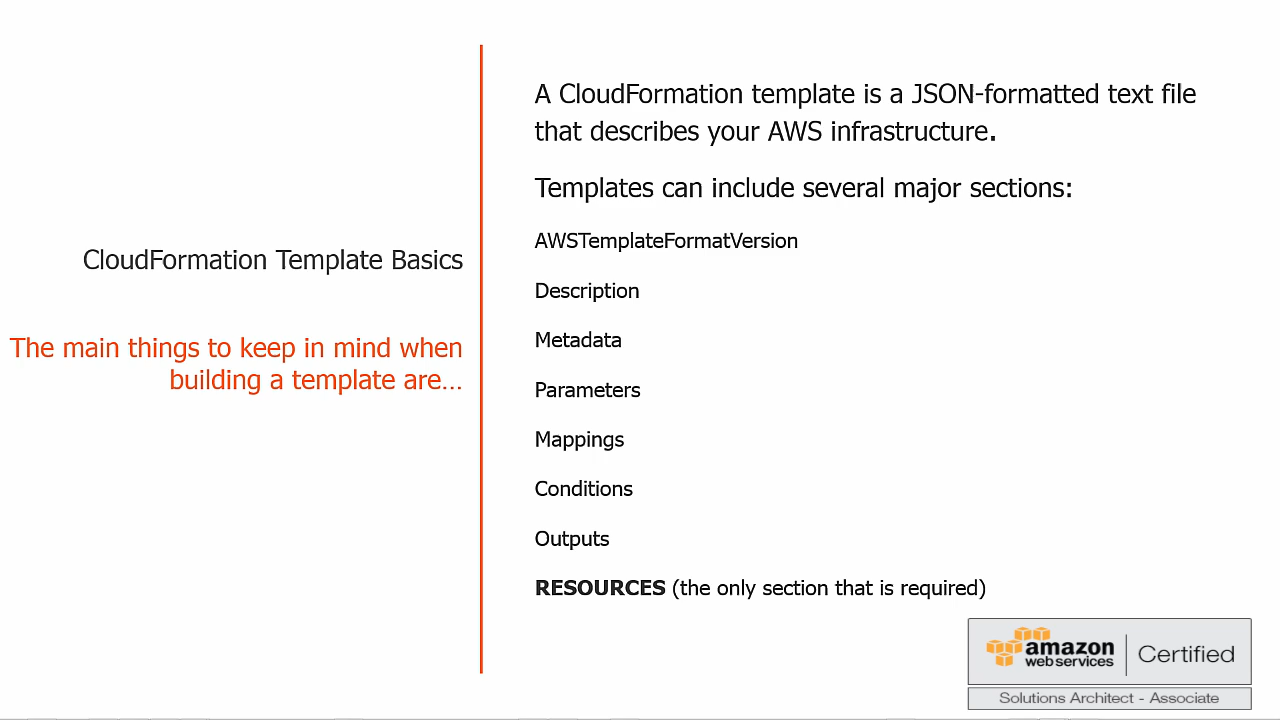 CloudFormation Template Basics
The main things to keep in mind when
building a template are...
A CloudFormation template is a JSON-formatted text file
that describes your AWS infrastructure.
Templates can include several major sections:
AWSTemplateFormatVersion
Description
Metadata
Parameters
Mappings
Conditions
Outputs
RESOURCES (the only section that is required)
amazon
web services
Certified
Solutions Architect - Associate